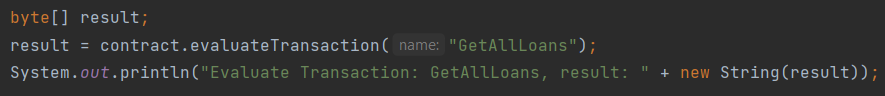 byte[] result;
result = contract.evaluateTransaction( name: "GetAllLoans");
System.out.println("Evaluate Transaction: GetAllLoans, result: " + new String(result));